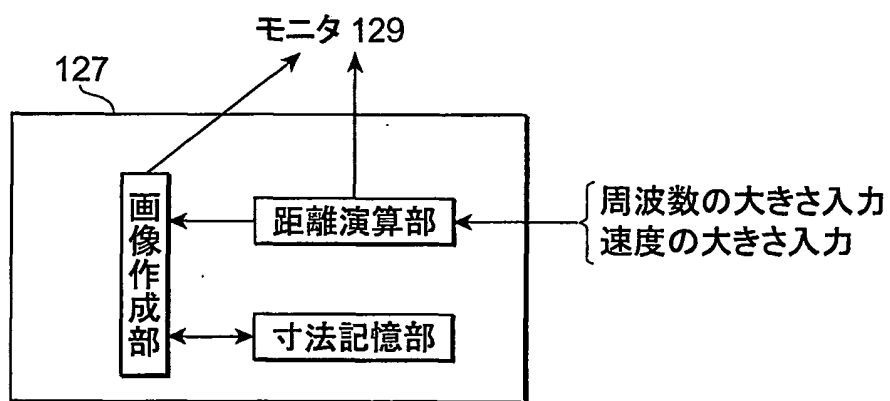 モニタ 129
127
画像作成部
距離演算部
周波数の大きさ入力
速度の大きさ入力
寸法記憶部